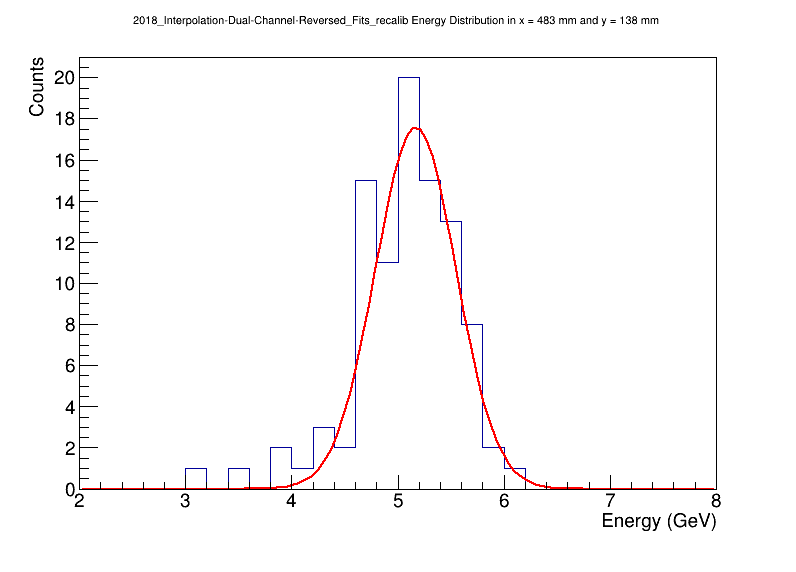 2018_Interpolation-Dual-Channel-Reversed_Fits_recalib Energy Distribution in x = 483 mm and y = 138 mm
Counts
20
18
16
14
12
10
8
6
4
2
0
2 3 4 5 6 7 8
Energy (GeV)